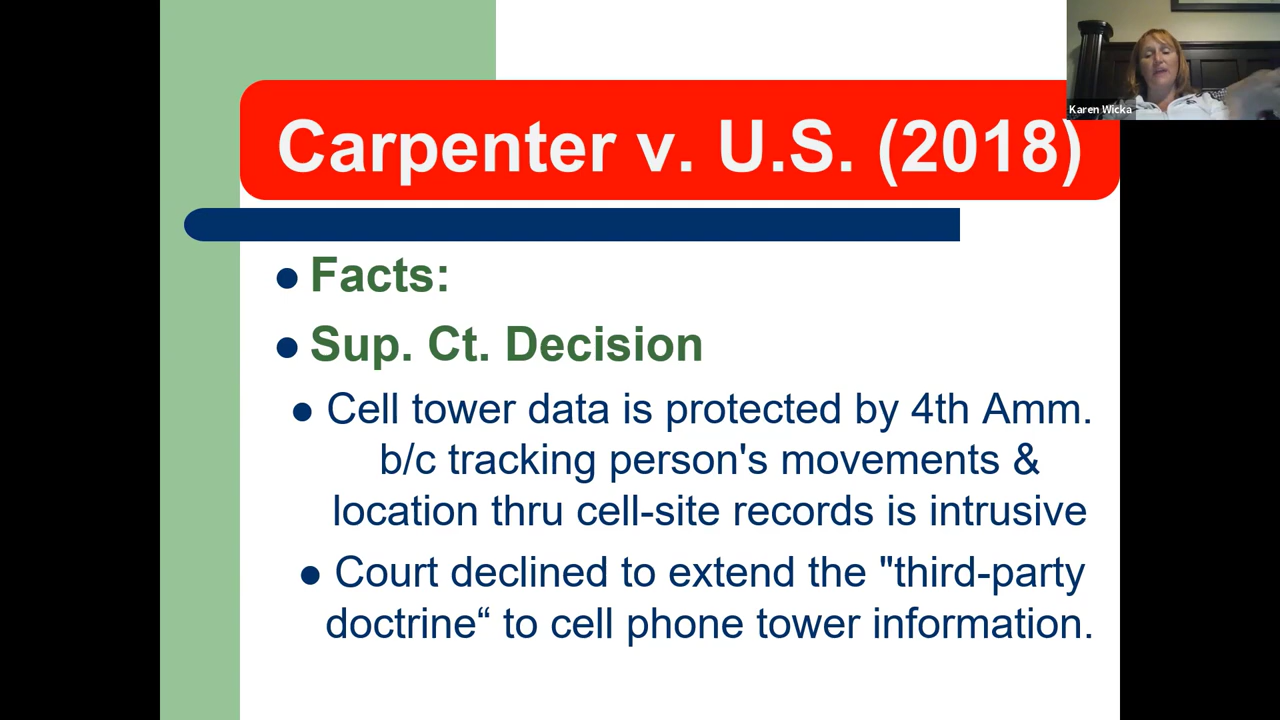 Carpenter v. U.S. (2018)
Karen Wicka
Facts:
Sup. Ct. Decision
Cell tower data is protected by 4th Amm.
b/c tracking person's movements &
location thru cell-site records is intrusive
Court declined to extend the "third-party
doctrine“ to cell phone tower information.